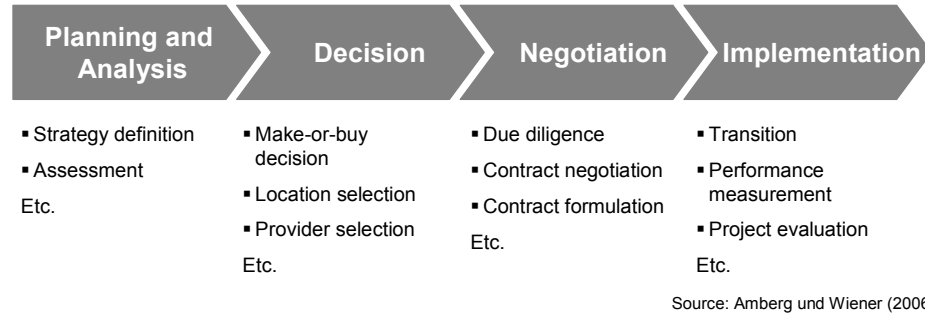 Planning and
Analysis
Decision
Negotiation
Implementation
▪ Strategy definition
▪ Assessment
Etc.
▪ Make-or-buy
decision
▪ Location selection
▪ Provider selection
Etc.
▪ Due diligence
▪ Contract negotiation
▪ Contract formulation
Etc.
▪ Transition
▪ Performance
measurement
▪ Project evaluation
Etc.
Source: Amberg und Wiener (2006